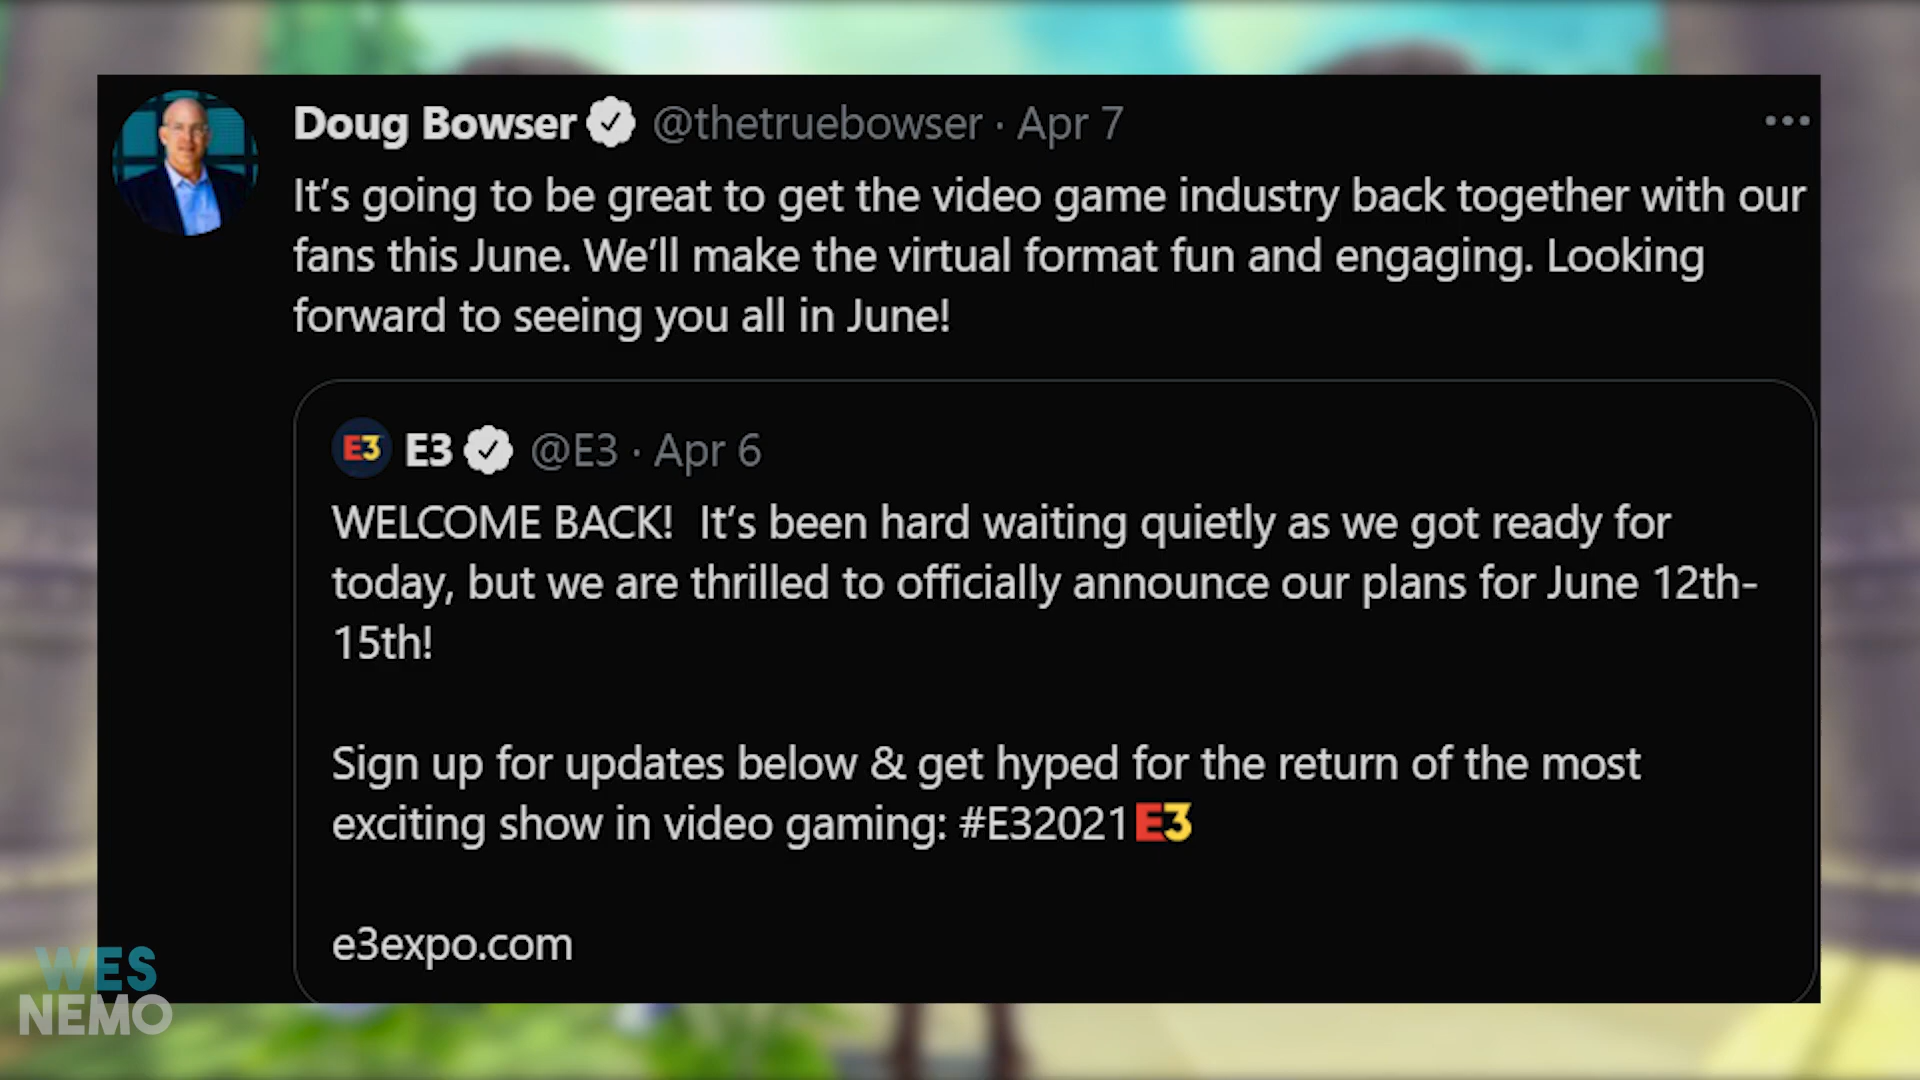 Doug Bowser @thetruebowser · Apr 7
It's going to be great to get the video game industry back together with our
fans this June. We'll make the virtual format fun and engaging. Looking
forward to seeing you all in June!
E3 E3 @E3 · Apr 6
WELCOME BACK!  It's been hard waiting quietly as we got ready for
today, but we are thrilled to officially announce our plans for June 12th-
15th!
Sign up for updates below & get hyped for the return of the most
exciting show in video gaming: #E32021 E3
e3expo.com
WES
NEMO